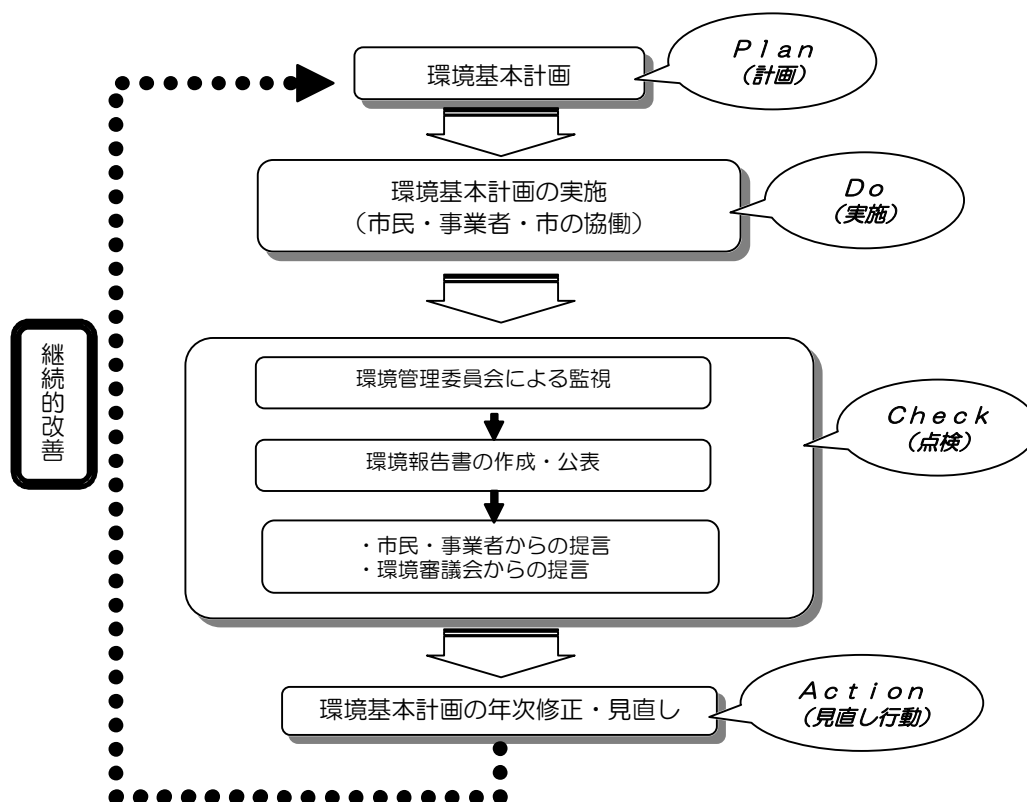 環境基本計画
Plan
(計画)
環境基本計画の実施
（市民・事業者・市の協働）
Do
(実施)
継続的改善
環境管理委員会による監視
環境報告書の作成・公表
・市民・事業者からの提言
・環境審議会からの提言
Check
(点検)
環境基本計画の年次修正・見直し
Action
(見直し行動)